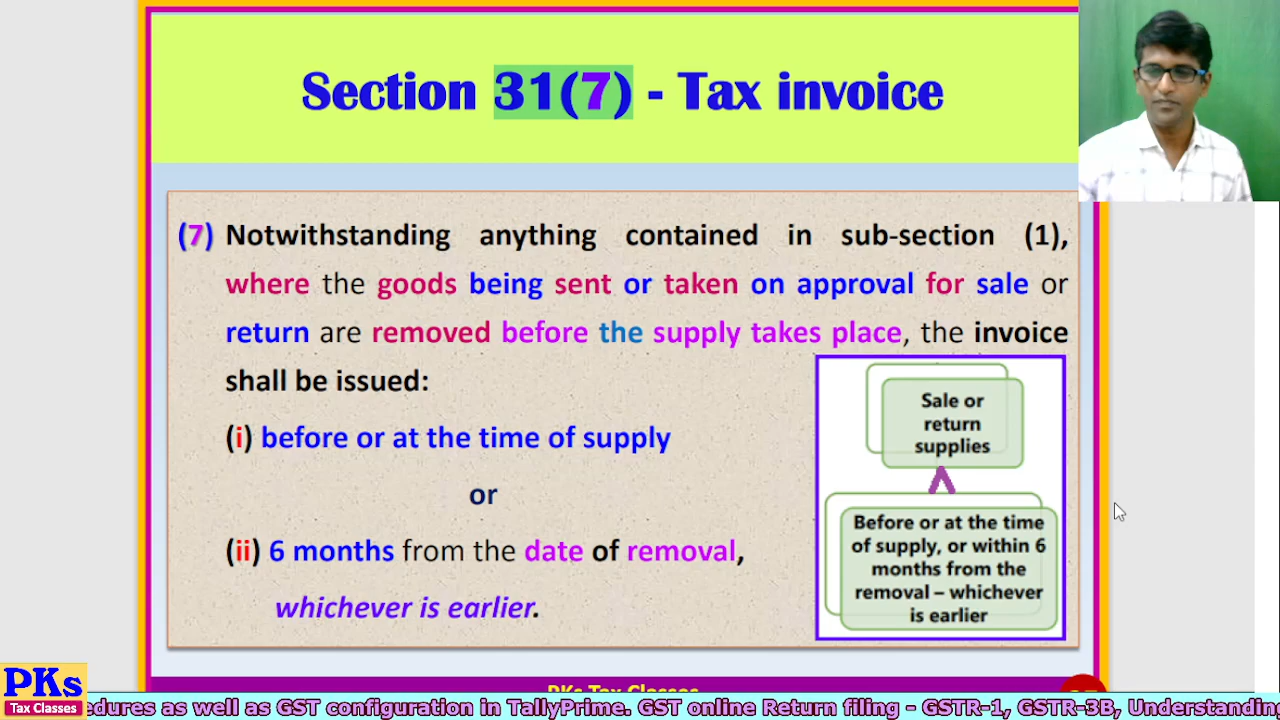 Section 31(7) - Tax invoice
(7) Notwithstanding anything contained in sub-section (1),
where the goods being sent or taken on approval for sale or
return are removed before the supply takes place, the invoice
shall be issued:
(i) before or at the time of supply
or
(ii) 6 months from the date of removal,
whichever is earlier.
Sale or
return
supplies
Before or at the time
of supply, or within 6
months from the
removal – whichever
is earlier
PKs Tax Classes
PKs
Tax Classes
edures as well as GST configuration in TallyPrime. GST online Return filing - GSTR-1, GSTR-3B, Understanding